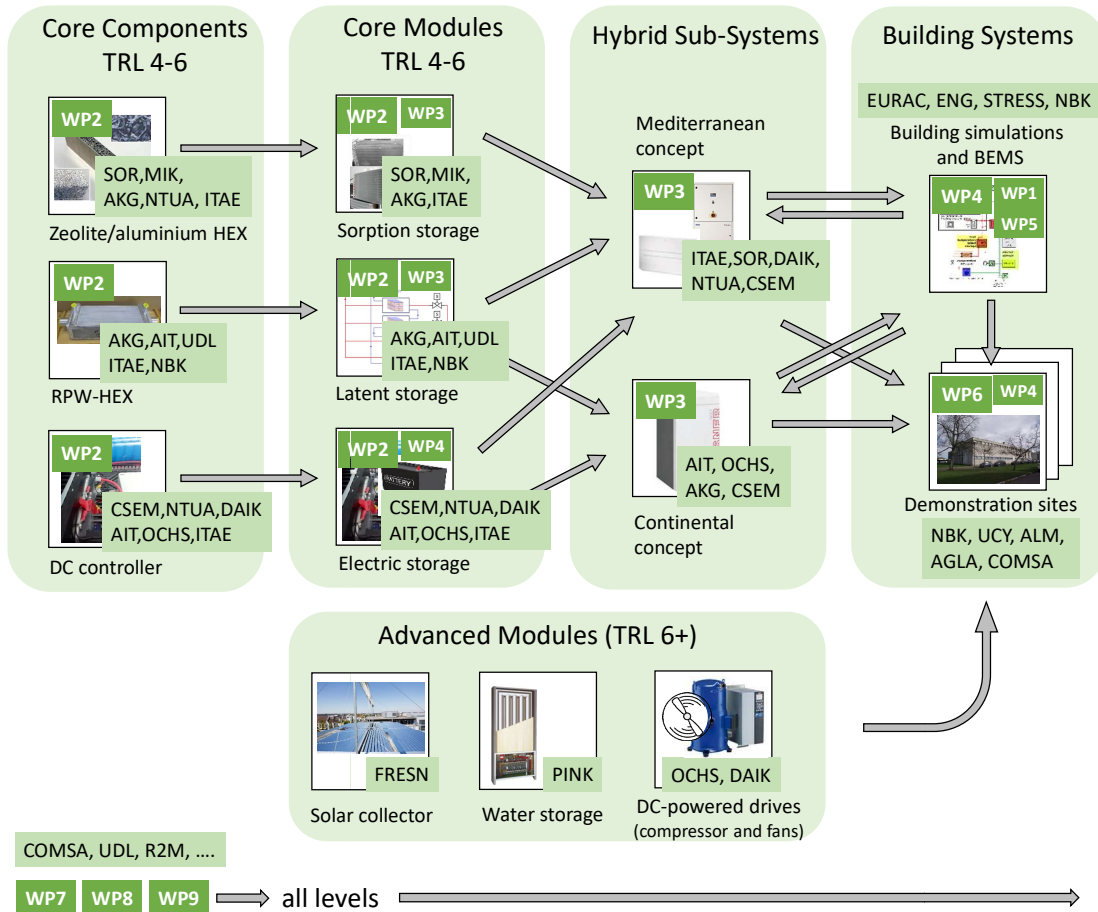 Core Components
TRL 4-6
WP2
SOR,MIK,
AKG,NTUA, ITAE
Zeolite/aluminium HEX
WP2
AKG,AIT,UDL
ITAE,NBK
RPW-HEX
WP2
CSEM,NTUA,DAIK
AIT,OCHS,ITAE
DC controller
Core Modules
TRL 4-6
WP2 WP3
SOR,MIK,
AKG,ITAE
Sorption storage
WP2 WP3
AKG,AIT,UDL
ITAE,NBK
Latent storage
WP2 WP4
BATTERY
CSEM,NTUA,DAIK
AIT,OCHS,ITAE
Electric storage
Hybrid Sub-Systems
Mediterranean
concept
WP3
ITAE,SOR,DAIK,
NTUA,CSEM
WP3
AIT, OCHS,
AKG, CSEM
Continental
concept
Building Systems
EURAC, ENG, STRESS, NBK
Building simulations
and BEMS
WP4 WP1
WP5
WP6 WP4
Demonstration sites
NBK, UCY, ALM,
AGLA, COMSA
Advanced Modules (TRL 6+)
FRESN
Solar collector
PINK
Water storage
OCHS, DAIK
DC-powered drives
(compressor and fans)
COMSA, UDL, R2M, ....
WP7 WP8 WP9 all levels